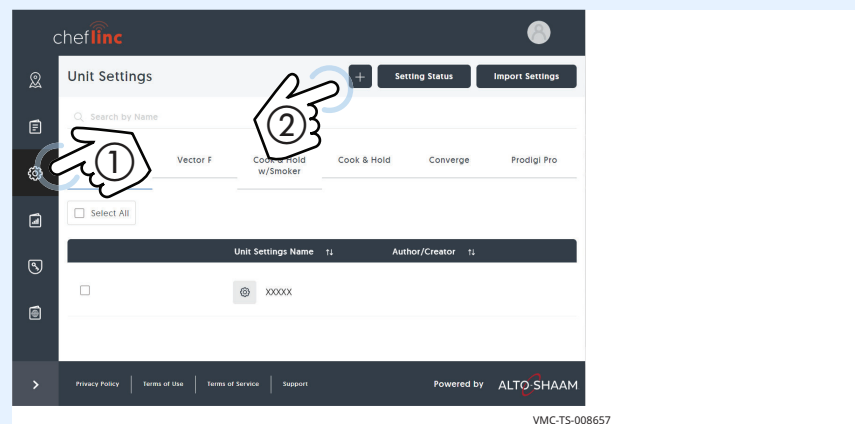 cheflinc
Unit Settings
+
Setting Status
Import Settings
Search by Name
Vector F
Cook & Hold
w/Smoker
Cook & Hold
Converge
Prodigi Pro
1
2
Select All
Unit Settings Name ↑↓ Author/Creator ↑↓
XXXXX
> Privacy Policy | Terms of Use | Terms of Service | Support Powered by ALTO-SHAAM
VMC-TS-008657